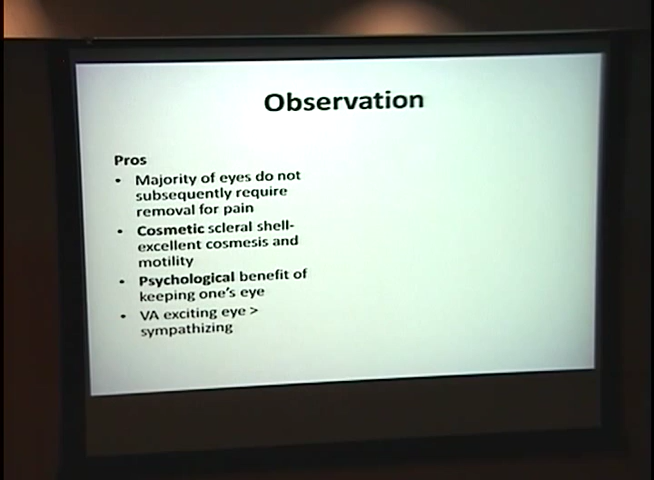 Observation
Pros
• Majority of eyes do not
subsequently require
removal for pain
• Cosmetic scleral shell-
excellent cosmesis and
motility
• Psychological benefit of
keeping one's eye
• VA exciting eye >
sympathizing